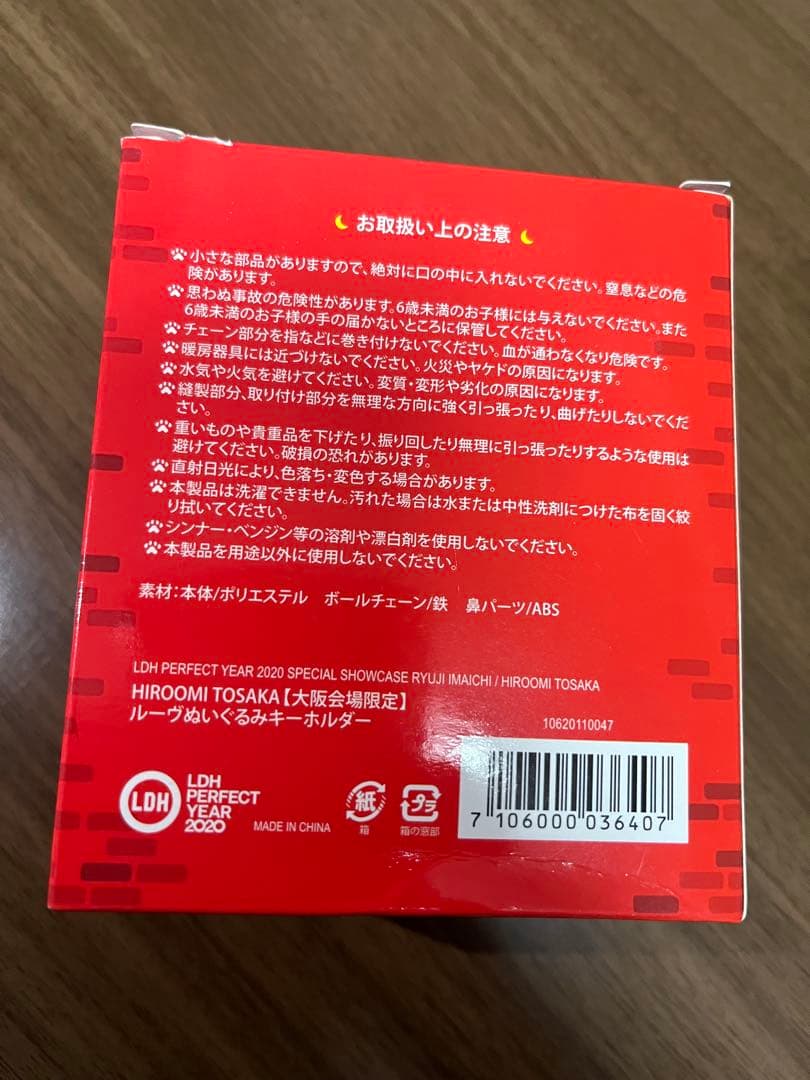 お取扱い上の注意
小さな部品がありますので、絶対に口の中に入れないでください。窒息などの危
険があります。
思わぬ事故の危険性があります。6歳未満のお子様には与えないでください。また
6歳未満のお子様の手の届かないところに保管してください。
チェーン部分を指などに巻き付けないでください。血が通わなくなり危険です。
暖房器具には近づけないでください。火災やヤケドの原因になります。
水気や火気を避けてください。変質・変形や劣化の原因になります。
縫製部分、取り付け部分を無理な方向に強く引っ張ったり、曲げたりしないでくだ
さい。
重いものや貴重品を下げたり、振り回したり無理に引っ張ったりするような使用は
避けてください。破損の恐れがあります。
直射日光により、色落ち・変色する場合があります。
本製品は洗濯できません。汚れた場合は水または中性洗剤につけた布を固く絞
り拭いてください。
シンナー・ベンジン等の溶剤や漂白剤を使用しないでください。
本製品を用途以外に使用しないでください。
素材:本体/ポリエステル ボールチェーン/鉄 鼻パーツ/ABS
LDH PERFECT YEAR 2020 SPECIAL SHOWCASE RYUJI IMAICHI / HIROOMI TOSAKA
HIROOMI TOSAKA【大阪会場限定】
ルーヴぬいぐるみキーホルダー
10620110047
LDH
LDH
PERFECT
YEAR
2020
MADE IN CHINA
紙
箱
プラ
箱の窓部
7 106000 036407